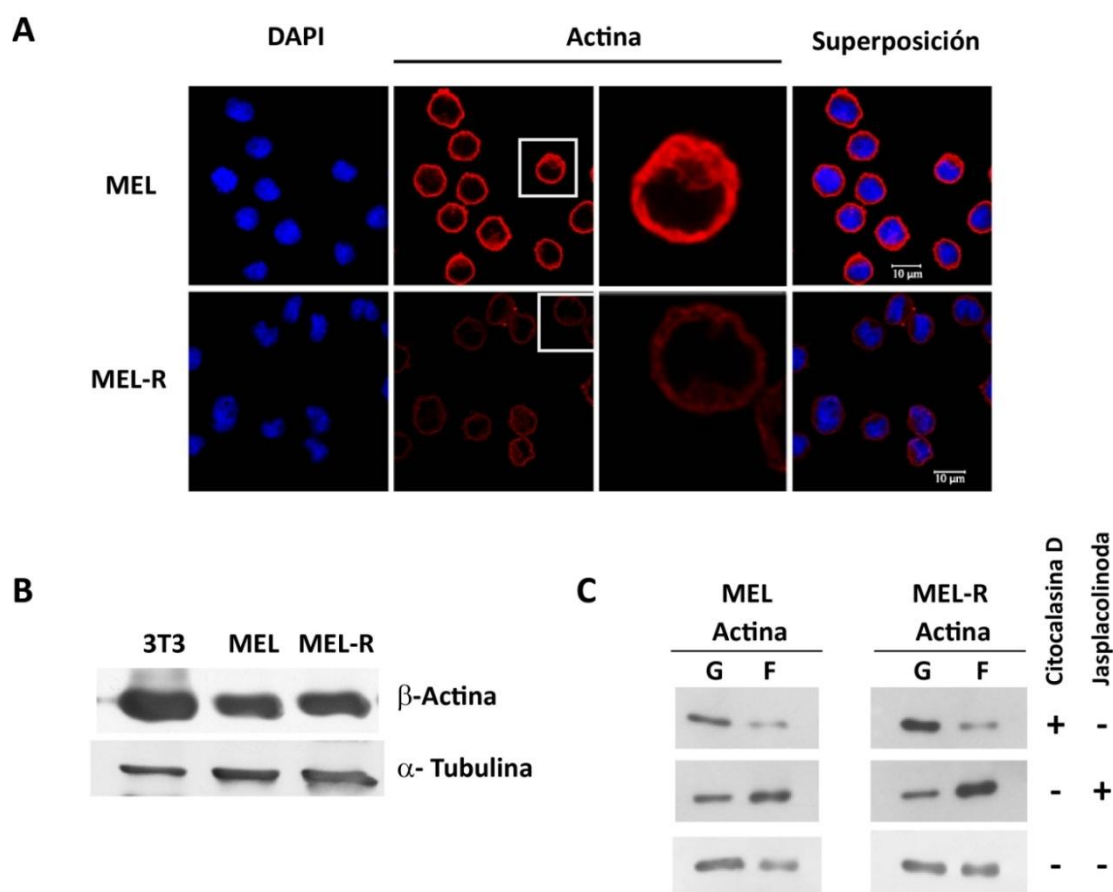 A
DAPI
Actina
Superposición
MEL
10 µm
MEL-R
10 µm
B
3T3 MEL MEL-R
β-Actina
α- Tubulina
C
MEL
Actina
G F
MEL-R
Actina
G F
Citocalasina D
Jasplacolinoda
+ -
- +
- -